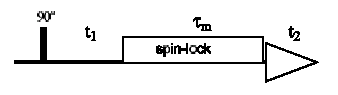 90°
t₁ τₘ t₂
spin-lock